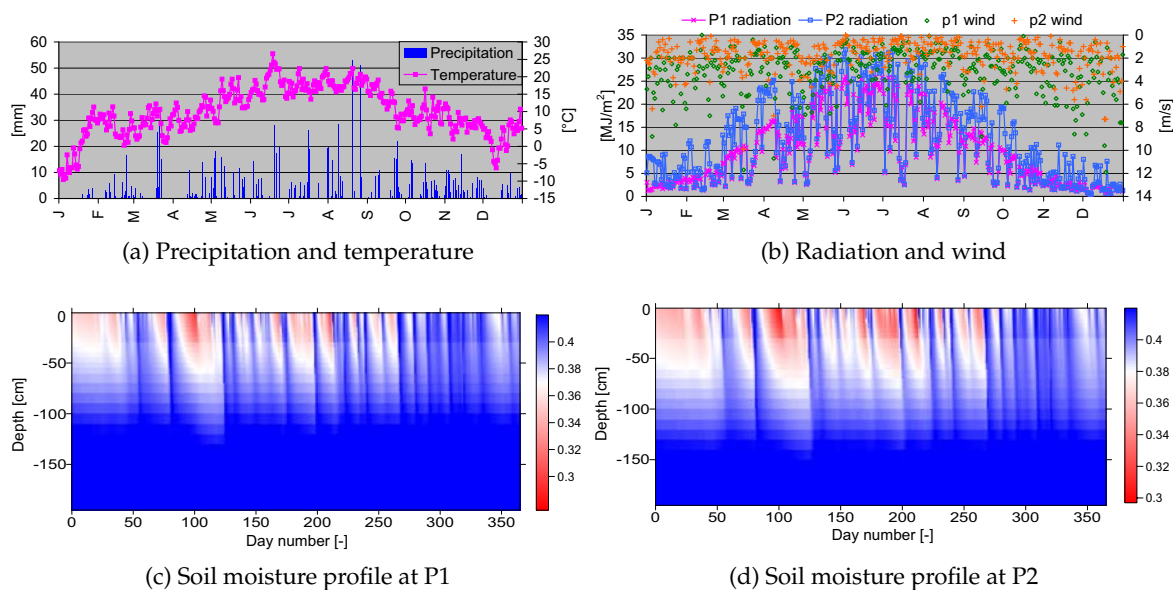 P1 radiation P2 radiation p1 wind p2 wind
Precipitation
Temperature
60
50
40
30
20
10
0
[mm]
30
25
20
15
10
5
0
-5
-10
-15
[°C]
J F M A M J J A S O N D
35
30
25
20
15
10
5
0
[MJ/m²]
0
2
4
6
8
10
12
14
[m/s]
J F M A M J J A S O N D
(a) Precipitation and temperature
(b) Radiation and wind
0
-50
-100
-150
Depth [cm]
0 50 100 150 200 250 300 350
Day number [-]
0.4
0.38
0.36
0.34
0.32
0.3
0
-50
-100
-150
Depth [cm]
0 50 100 150 200 250 300 350
Day number [-]
0.4
0.38
0.36
0.34
0.32
0.3
(c) Soil moisture profile at P1
(d) Soil moisture profile at P2